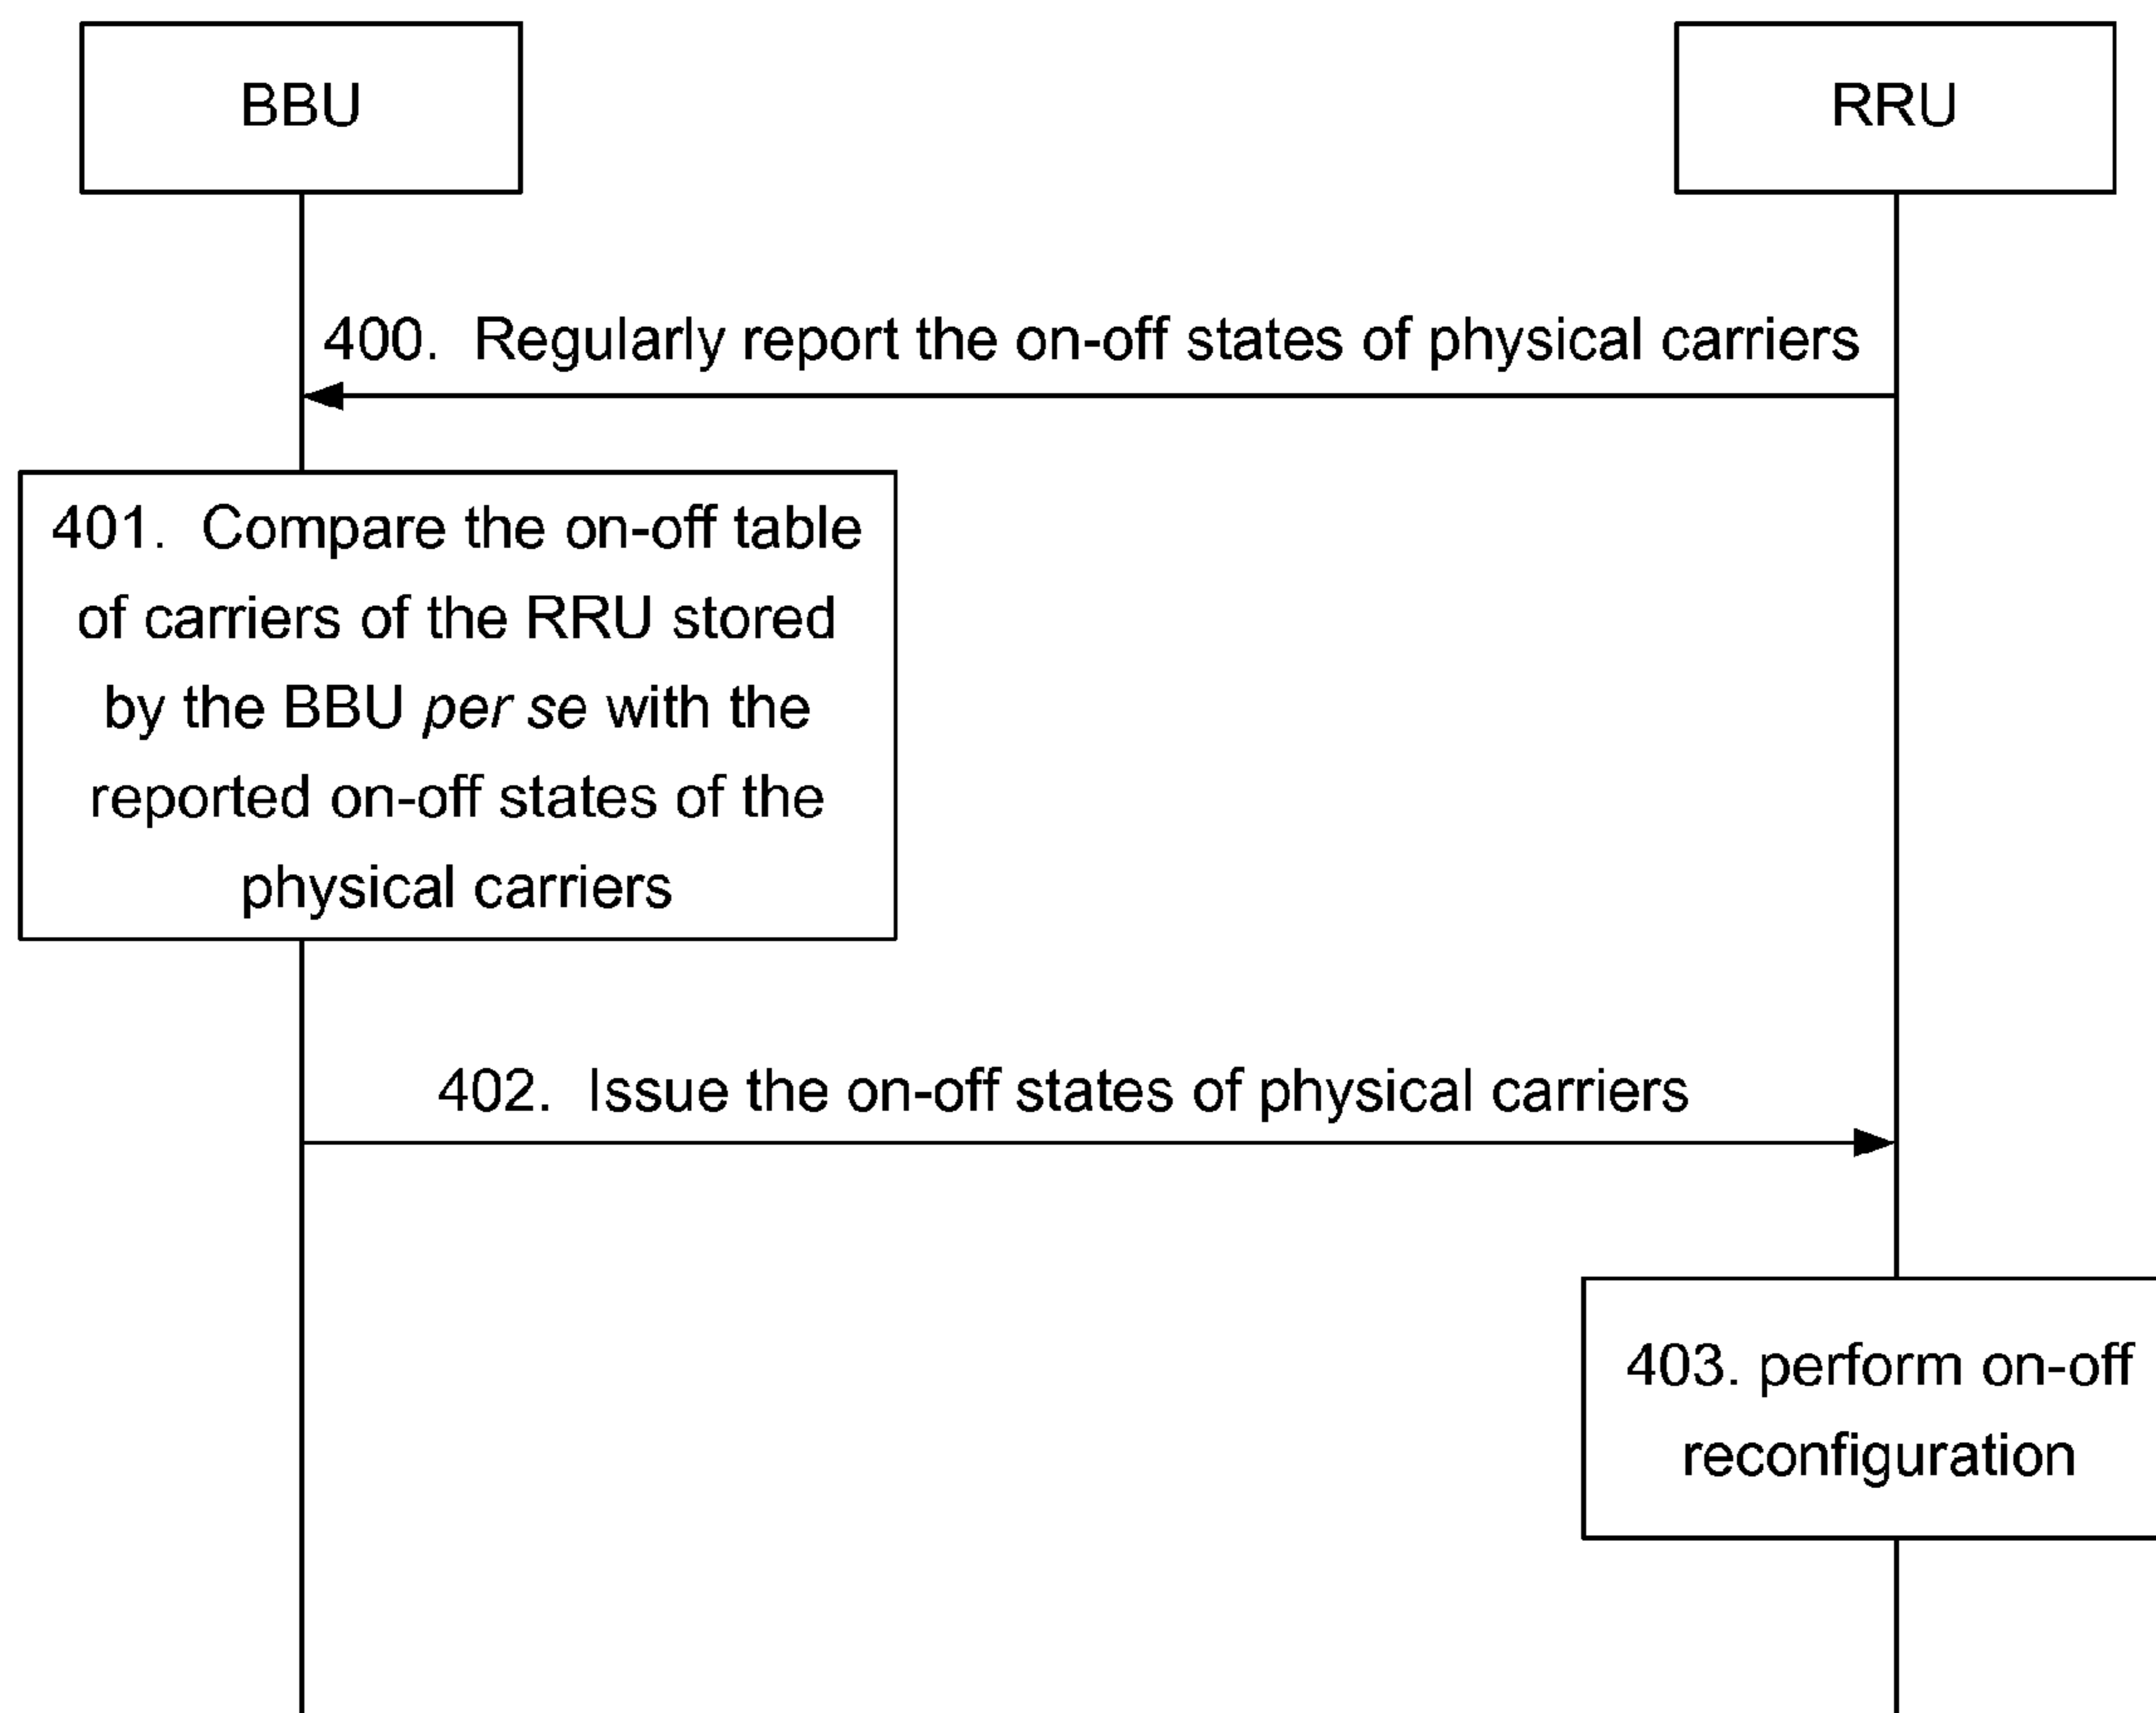 BBU
RRU
400. Regularly report the on-off states of physical carriers
401. Compare the on-off table
of carriers of the RRU stored
by the BBU per se with the
reported on-off states of the
physical carriers
402. Issue the on-off states of physical carriers
403. perform on-off
reconfiguration